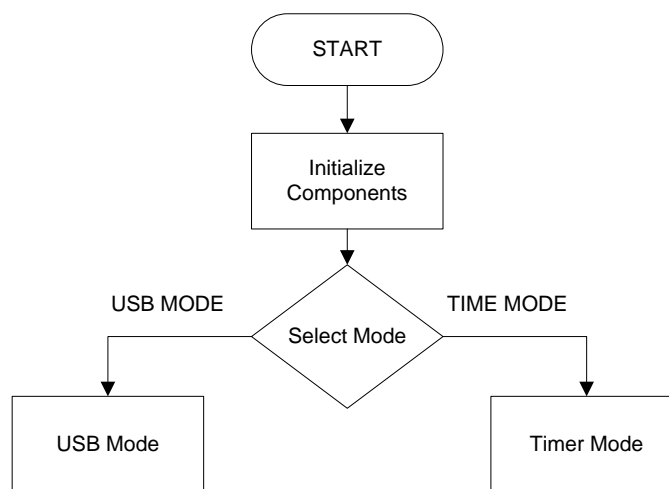 START
Initialize
Components
USB MODE
TIME MODE
Select Mode
USB Mode
Timer Mode